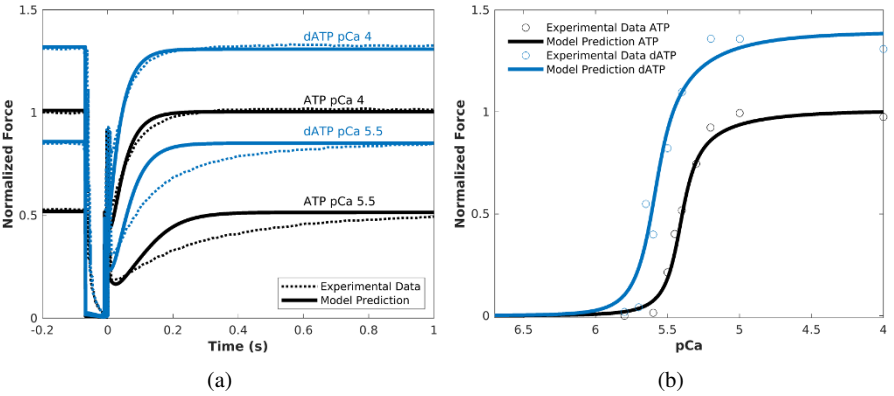 1.5
1
0.5
0
-0.2
0
0.2
0.4
0.6
0.8
1
Normalized Force
Time (s)
dATP pCa 4
ATP pCa 4
dATP pCa 5.5
ATP pCa 5.5
Experimental Data
Model Prediction
(a)
1.5
1
0.5
0
6.5
6
5.5
5
4.5
4
Normalized Force
pCa
Experimental Data ATP
Model Prediction ATP
Experimental Data dATP
Model Prediction dATP
(b)